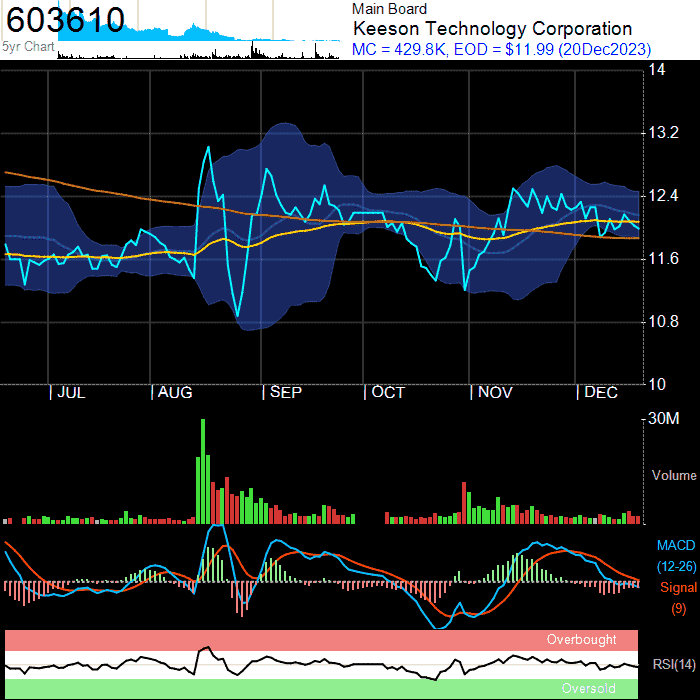 603610
5yr Chart
Main Board
Keeson Technology Corporation
MC = 429.8K, EOD = $11.99 (20Dec2023)
14
13.2
12.4
11.6
10.8
10
| JUL | AUG | SEP | OCT | NOV | DEC
30M
Volume
MACD
(12-26)
Signal
(9)
Overbought
RSI(14)
Oversold